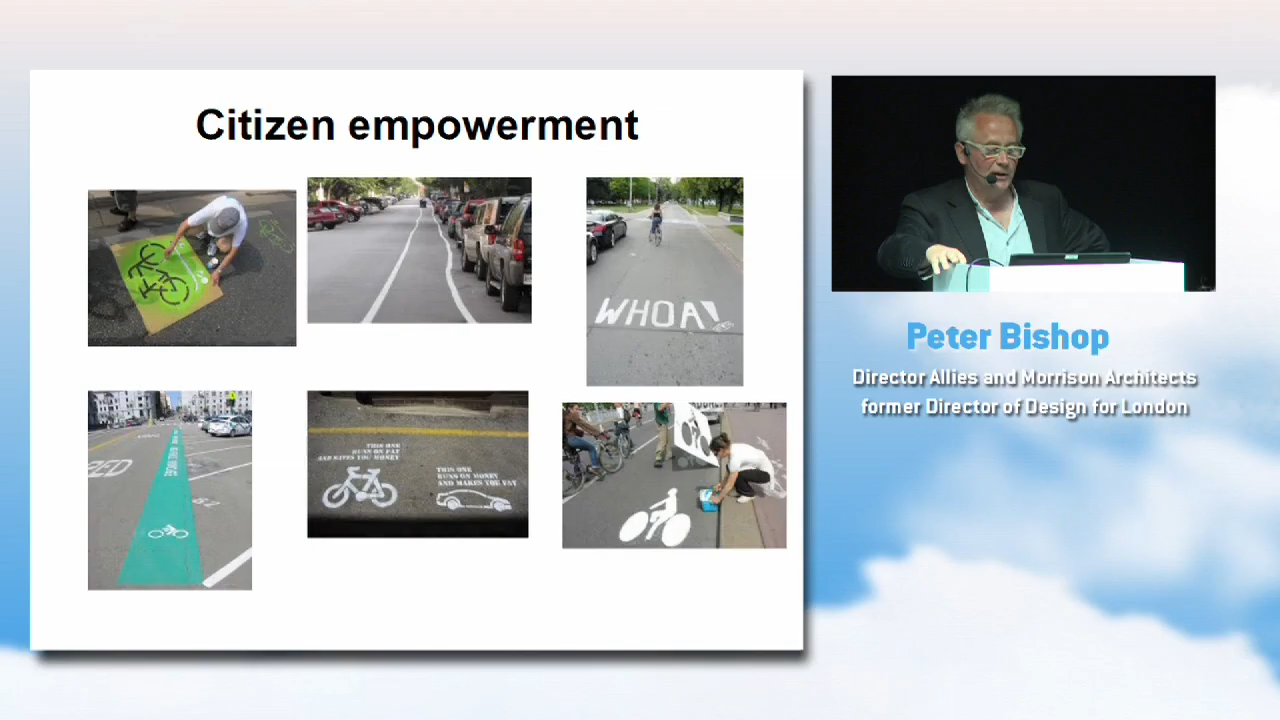 Citizen empowerment
WHOA!
THIS ONE
RUNS ON FAT
AND SAVES YOU MONEY
THIS ONE
RUNS ON MONEY
AND MAKES YOU FAT
Peter Bishop
Director Allies and Morrison Architects
former Director of Design for London